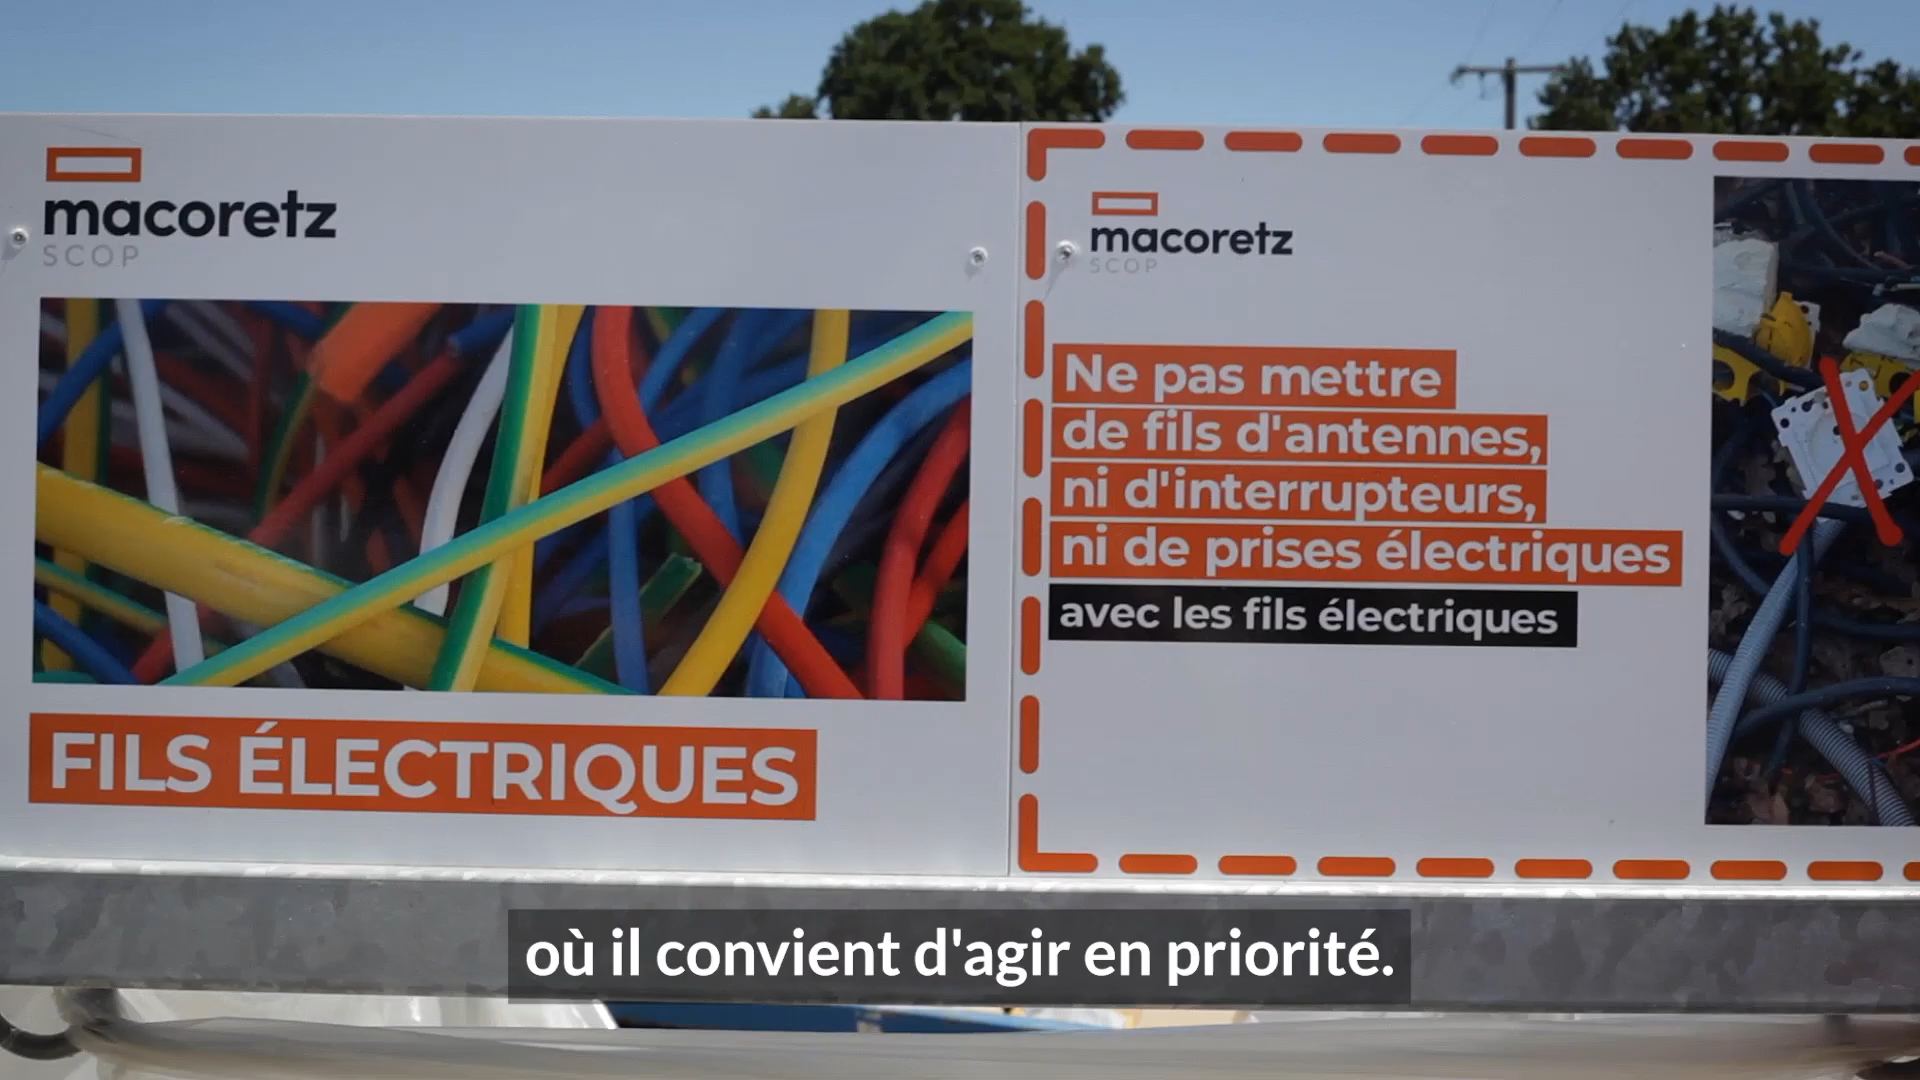 macoretz
SCOP
FILS ÉLECTRIQUES
macoretz
SCOP
Ne pas mettre
de fils d'antennes,
ni d'interrupteurs,
ni de prises électriques
avec les fils électriques
où il convient d'agir en priorité.